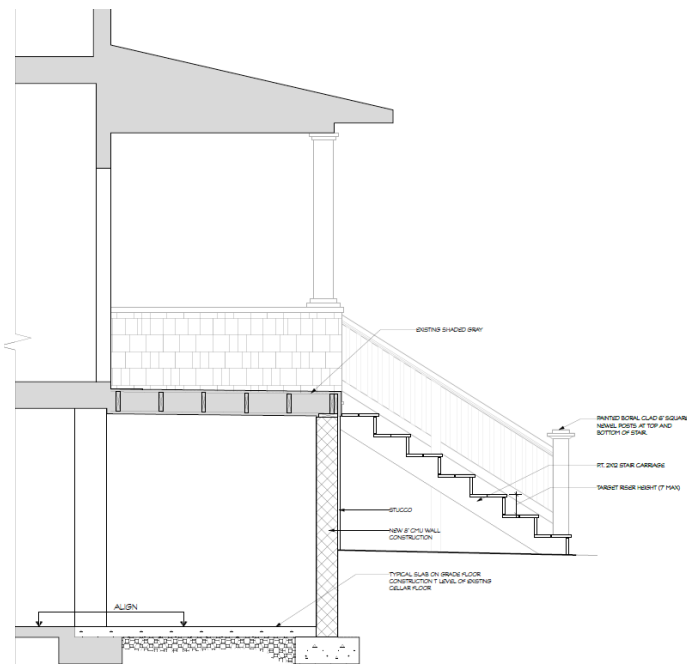 EXISTING SHADED GRAY
PAINTED BORAL CLAD 6" SQUARE
NEWEL POSTS AT TOP AND
BOTTOM OF STAIR.
P.T. 2X12 STAIR CARRIAGE
TARGET RISER HEIGHT (7" MAX)
STUCCO
NEW 8" CMU WALL
CONSTRUCTION
TYPICAL SLAB ON GRADE FLOOR
CONSTRUCTION T LEVEL OF EXISTING
CELLAR FLOOR
ALIGN